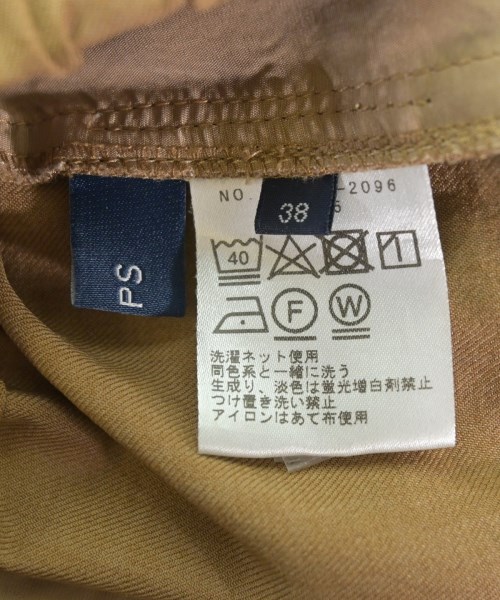 NO. -2096
38
PS
40
F
W
洗濯ネット使用
同色系と一緒に洗う
生成り、淡色は蛍光増白剤禁止
つけ置き洗い禁止
アイロンはあて布使用